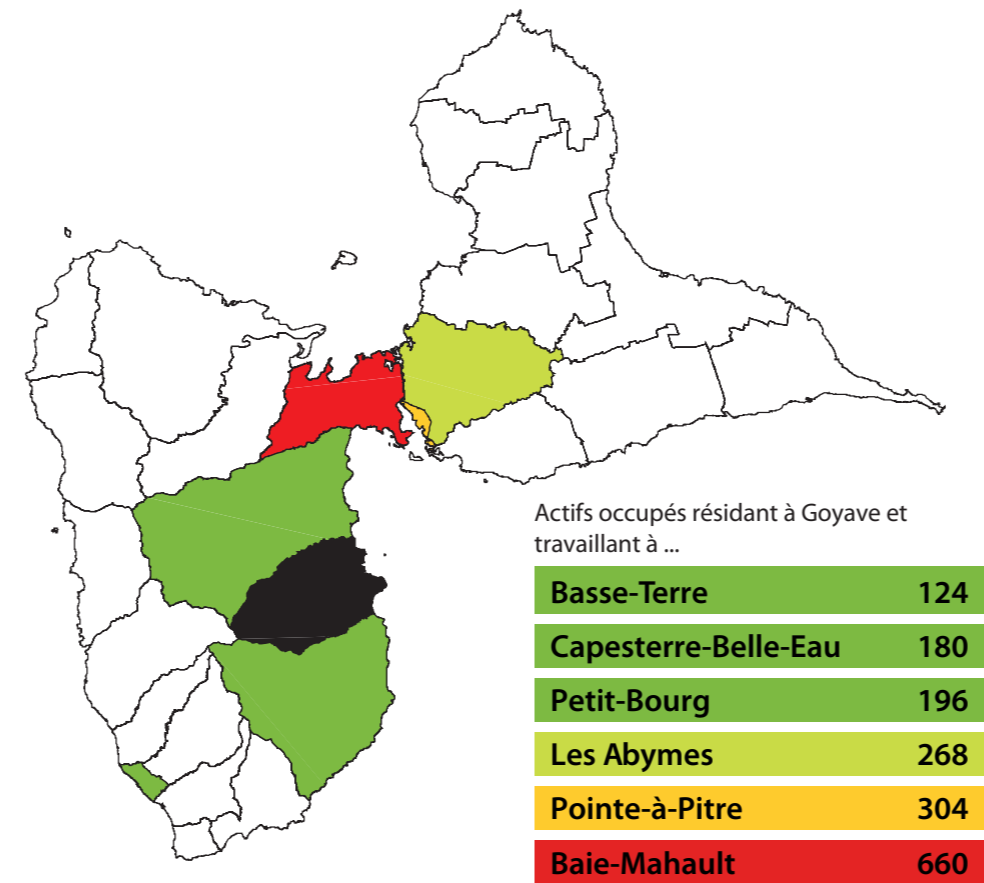 Actifs occupés résidant à Goyave et
travaillant à ...
Basse-Terre 124
Capesterre-Belle-Eau 180
Petit-Bourg 196
Les Abymes 268
Pointe-à-Pitre 304
Baie-Mahault 660